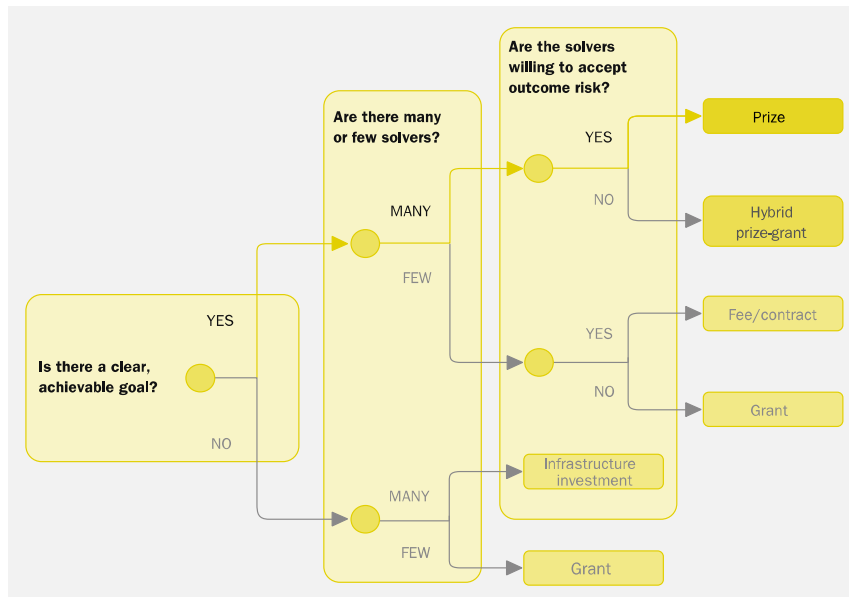 Are the solvers
willing to accept
outcome risk?
Are there many
or few solvers?
Prize
YES
NO
MANY
Hybrid
prize-grant
FEW
YES
Fee/contract
YES
Is there a clear,
achievable goal?
NO
Grant
NO
Infrastructure
investment
MANY
FEW
Grant